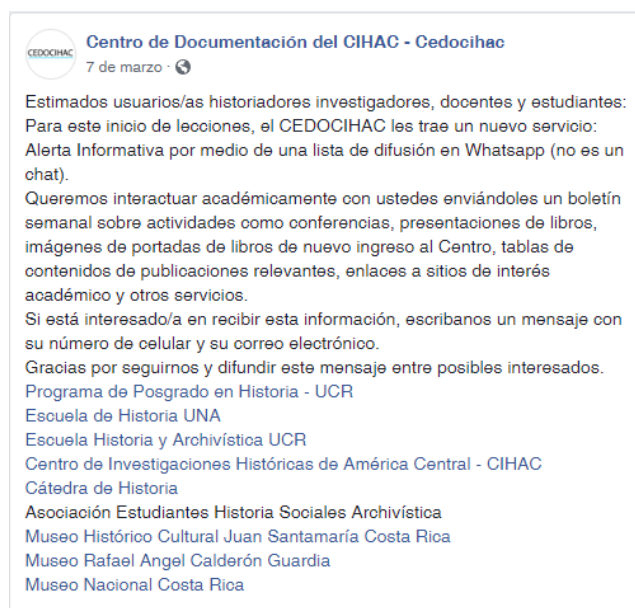 CEDOCIHAC
Centro de Documentación del CIHAC - Cedocihac
7 de marzo ·
Estimados usuarios/as historiadores investigadores, docentes y estudiantes:
Para este inicio de lecciones, el CEDOCIHAC les trae un nuevo servicio:
Alerta Informativa por medio de una lista de difusión en Whatsapp (no es un
chat).
Queremos interactuar académicamente con ustedes enviándoles un boletín
semanal sobre actividades como conferencias, presentaciones de libros,
imágenes de portadas de libros de nuevo ingreso al Centro, tablas de
contenidos de publicaciones relevantes, enlaces a sitios de interés
académico y otros servicios.
Si está interesado/a en recibir esta información, escribanos un mensaje con
su número de celular y su correo electrónico.
Gracias por seguirnos y difundir este mensaje entre posibles interesados.
Programa de Posgrado en Historia - UCR
Escuela de Historia UNA
Escuela Historia y Archivística UCR
Centro de Investigaciones Históricas de América Central - CIHAC
Cátedra de Historia
Asociación Estudiantes Historia Sociales Archivística
Museo Histórico Cultural Juan Santamaría Costa Rica
Museo Rafael Angel Calderón Guardia
Museo Nacional Costa Rica